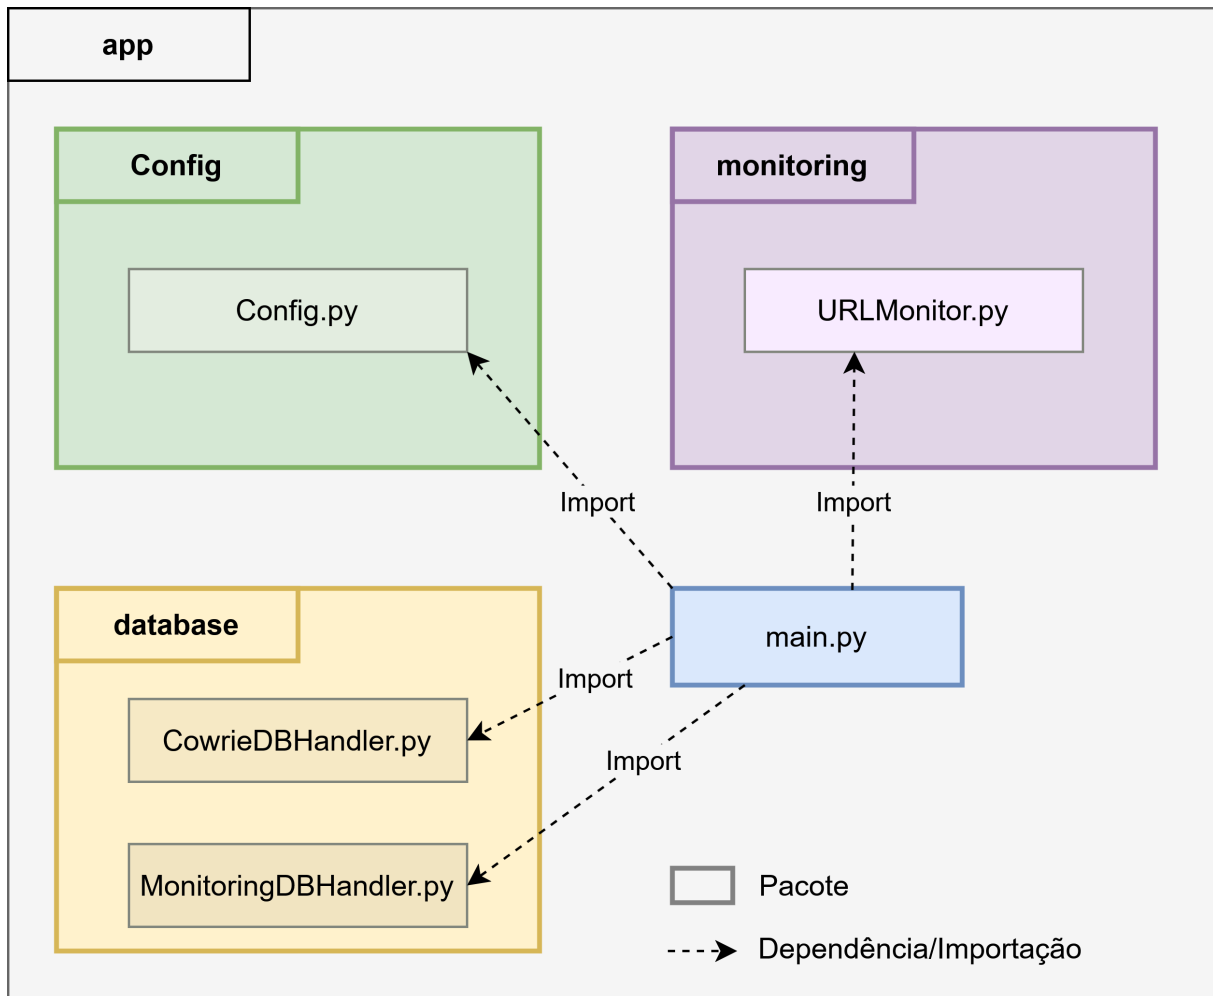 app
Config
monitoring
Config.py
URLMonitor.py
Import
Import
database
main.py
Import
CowrieDBHandler.py
Import
MonitoringDBHandler.py
Pacote
Dependência/Importação